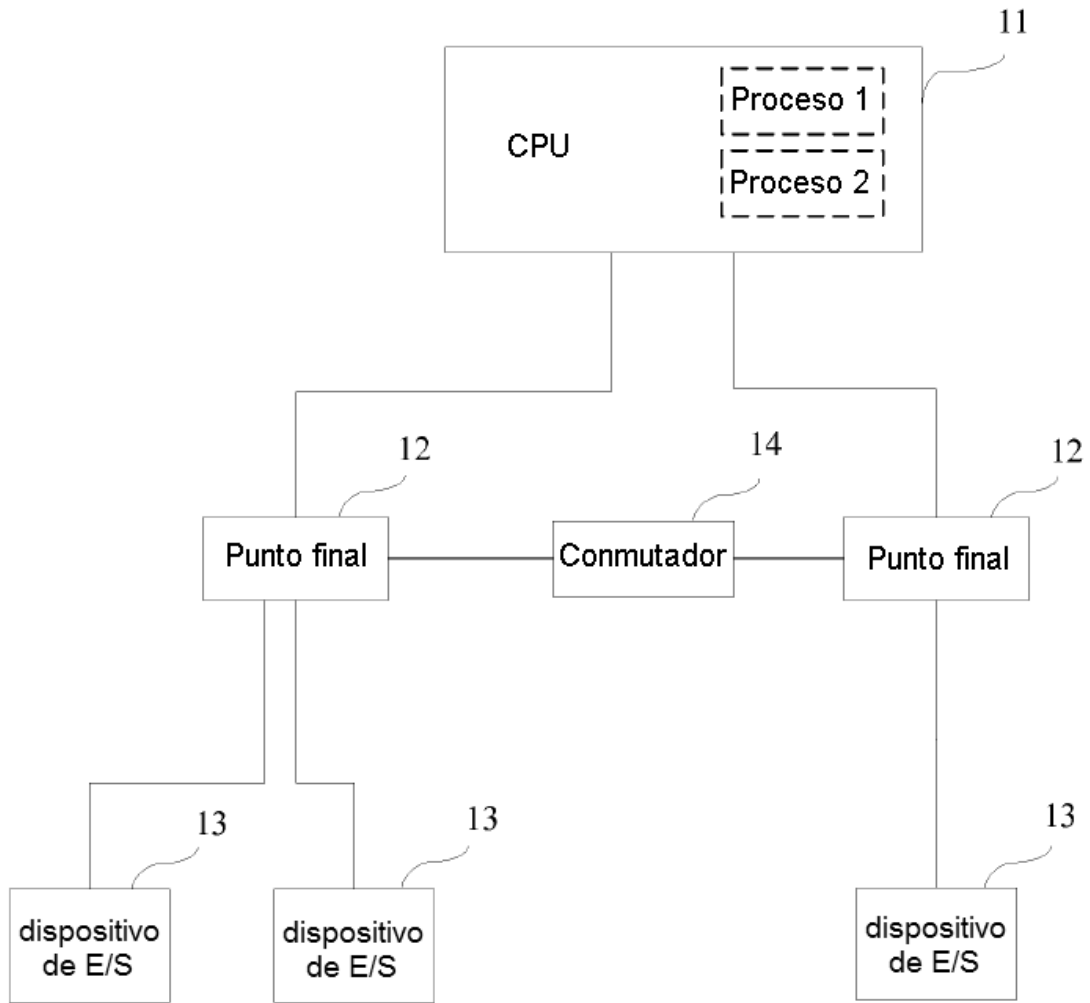 11
Proceso 1
CPU
Proceso 2
12
14
12
Punto final
Conmutador
Punto final
13
13
13
dispositivo
de E/S
dispositivo
de E/S
dispositivo
de E/S